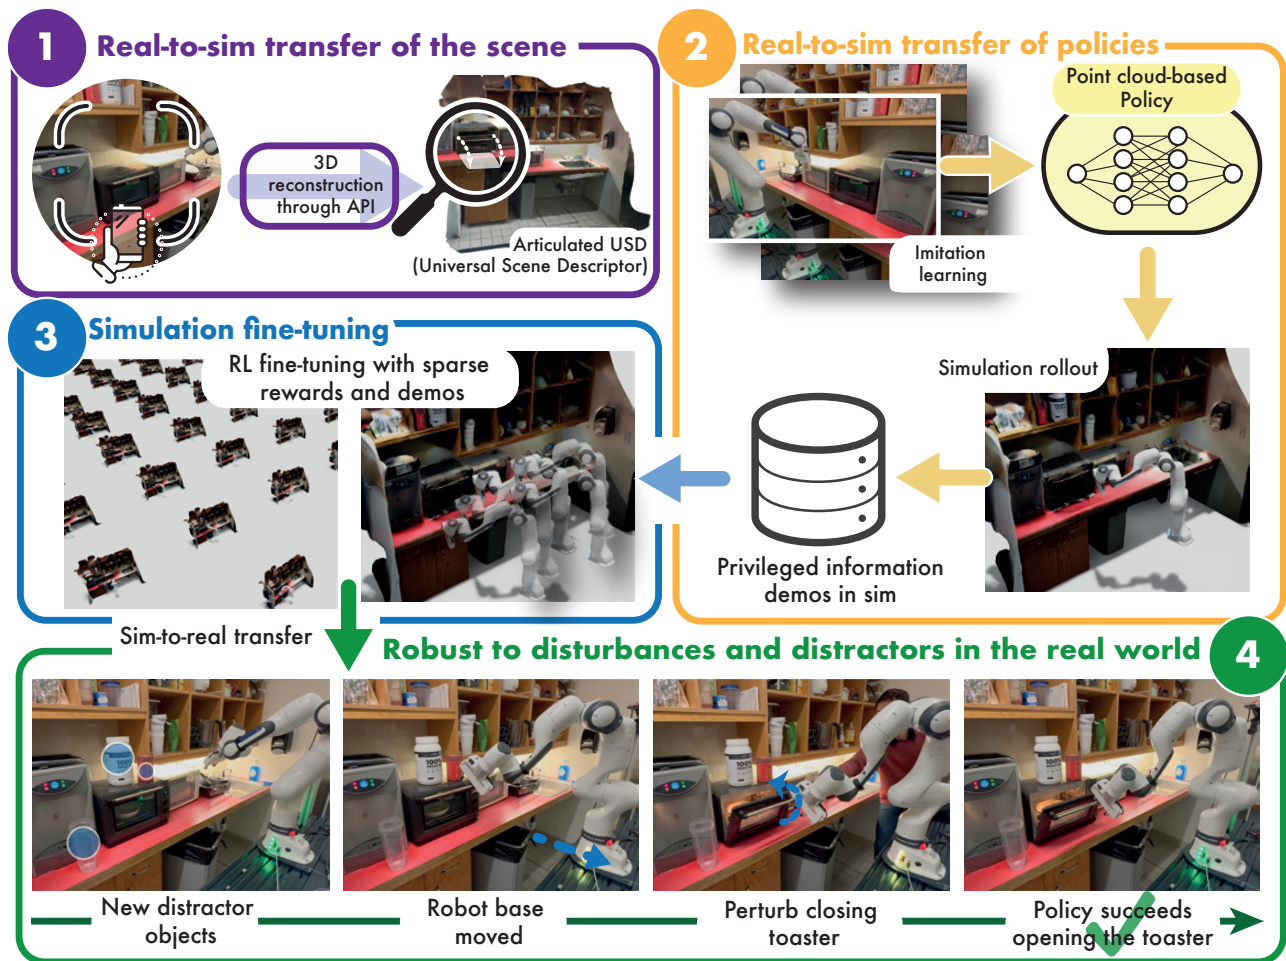 1
Real-to-sim transfer of the scene
3D
reconstruction
through API
Articulated USD
(Universal Scene Descriptor)
2
Real-to-sim transfer of policies
Point cloud-based
Policy
Imitation
learning
Simulation rollout
Privileged information
demos in sim
3
Simulation fine-tuning
RL fine-tuning with sparse
rewards and demos
Sim-to-real transfer
Robust to disturbances and distractors in the real world
4
100%
100%
100%
100%
New distractor
objects
Robot base
moved
Perturb closing
toaster
Policy succeeds
opening the toaster